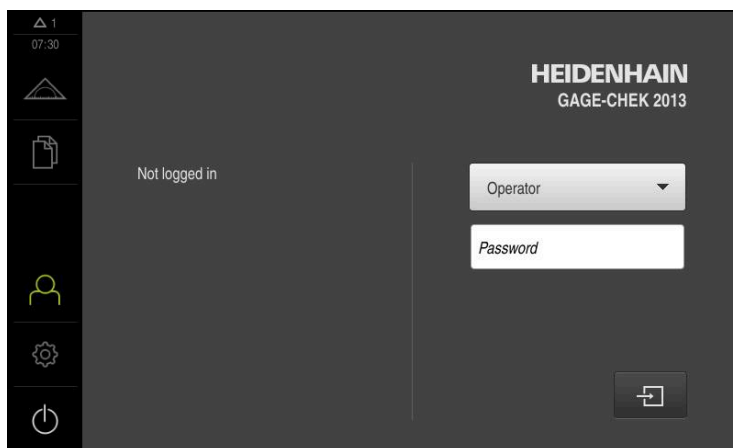 1
07:30
HEIDENHAIN
GAGE-CHEK 2013
Not logged in
Operator
Password